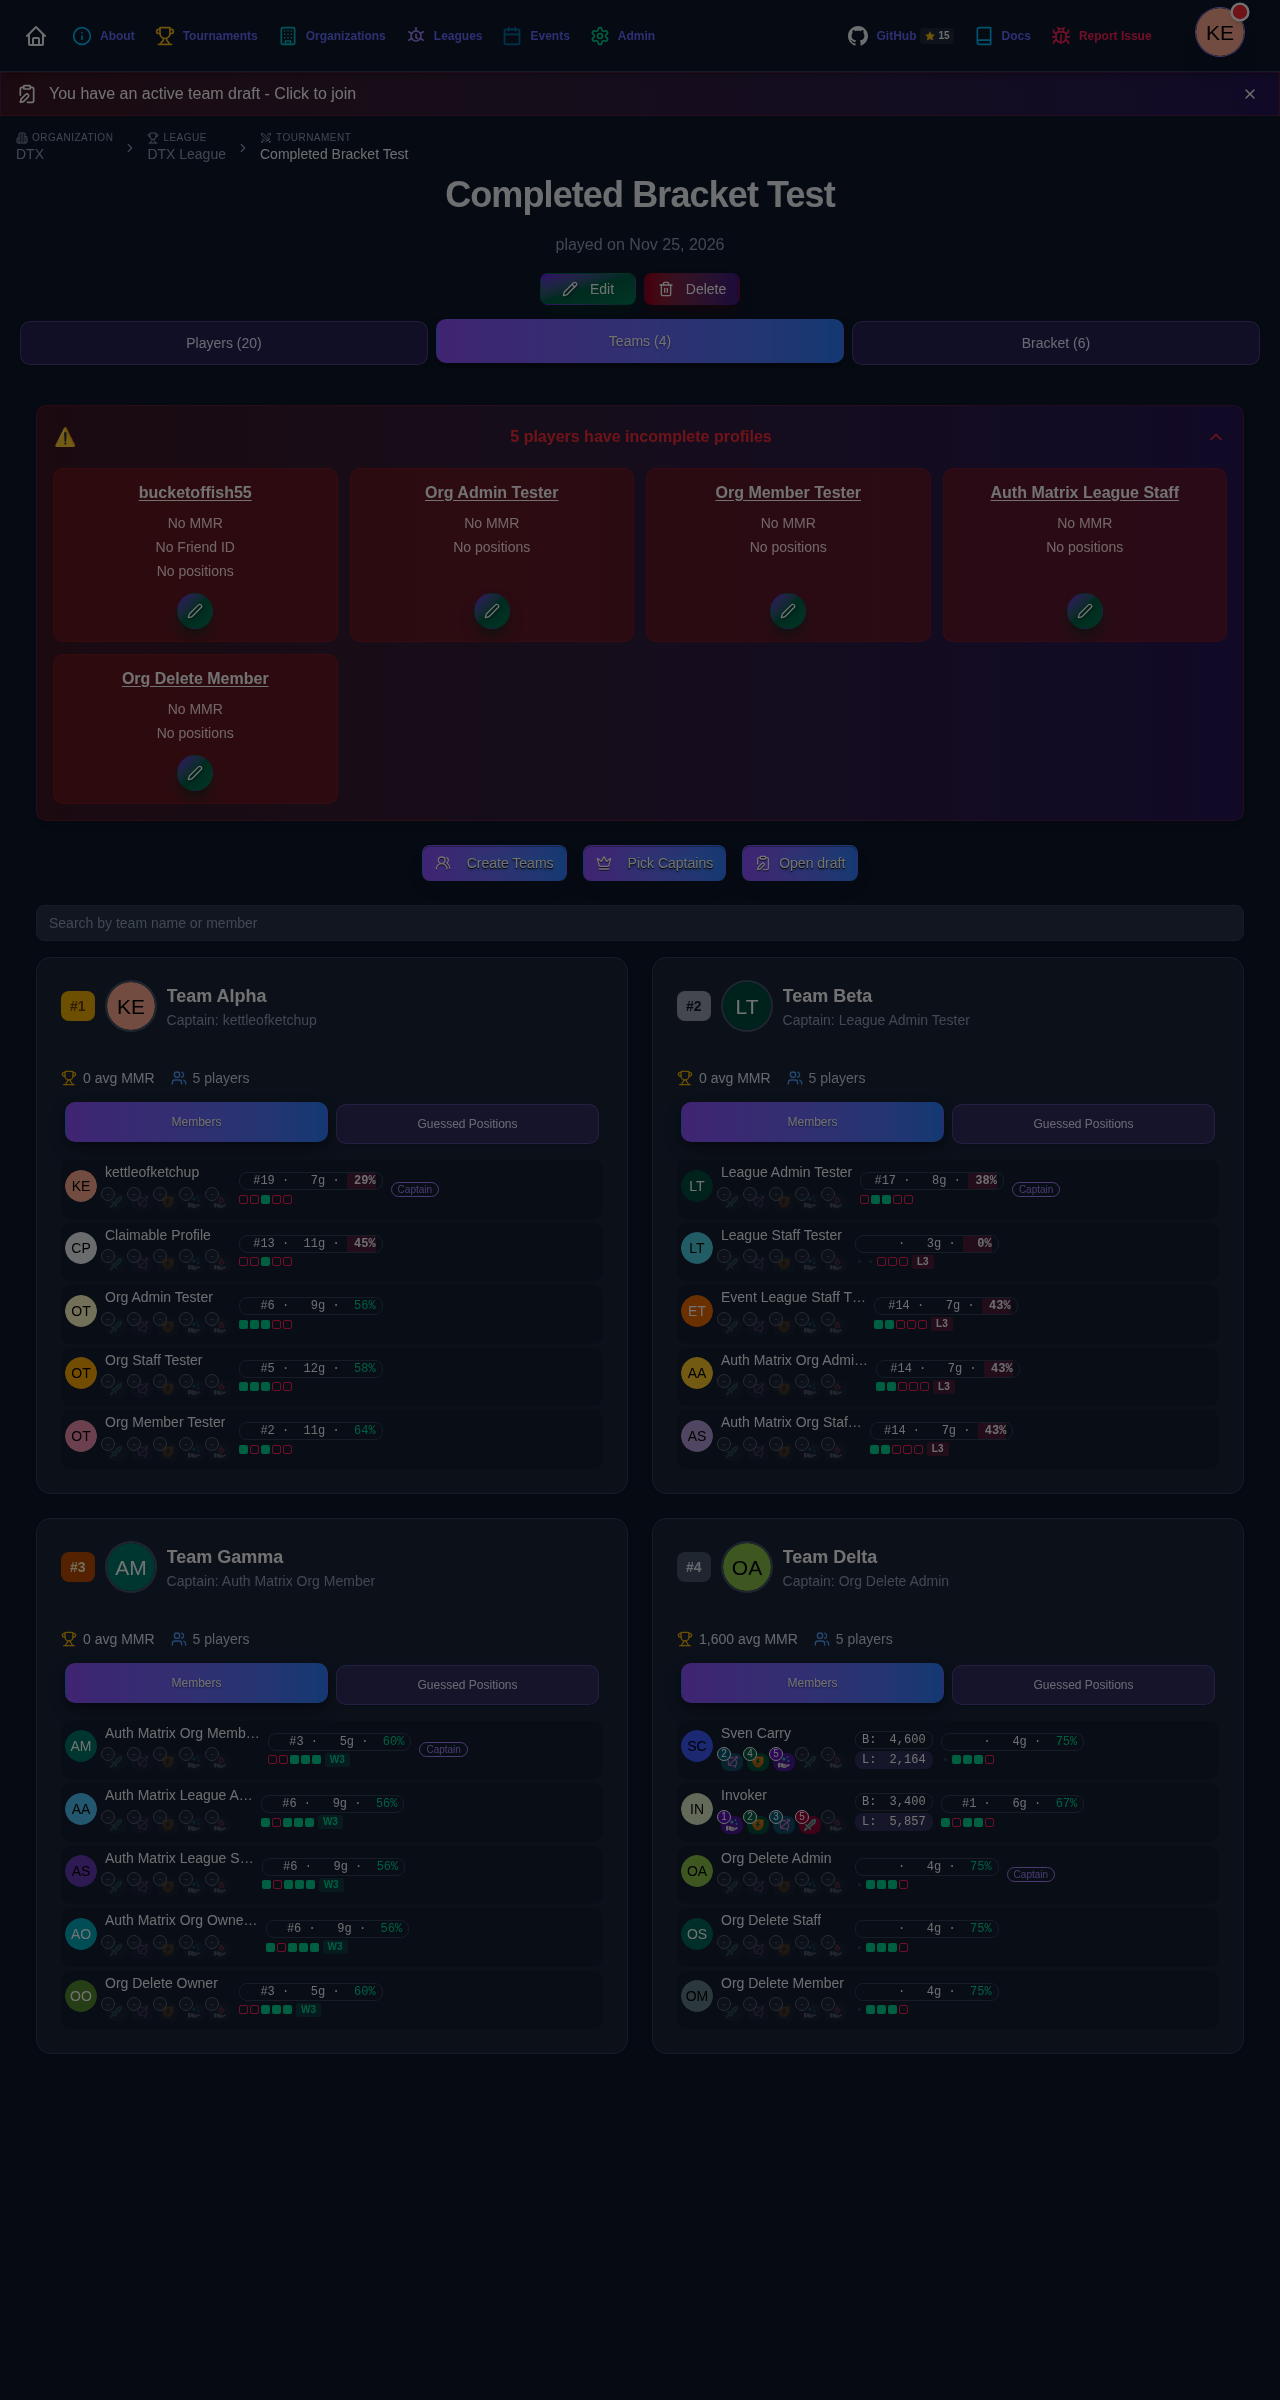 About
Tournaments
Organizations
Leagues
Events
Admin
GitHub
15
Docs
Report Issue
KE
You have an active team draft - Click to join
ORGANIZATION
DTX
LEAGUE
DTX League
TOURNAMENT
Completed Bracket Test
Completed Bracket Test
played on Nov 25, 2026
Edit
Delete
Players (20)
Teams (4)
Bracket (6)
5 players have incomplete profiles
bucketoffish55
No MMR
No Friend ID
No positions
Org Admin Tester
No MMR
No positions
Org Member Tester
No MMR
No positions
Auth Matrix League Staff
No MMR
No positions
Org Delete Member
No MMR
No positions
Create Teams
Pick Captains
Open draft
Search by team name or member
#1
KE
Team Alpha
Captain: kettleofketchup
0 avg MMR
5 players
Members
Guessed Positions
KE
kettleofketchup
#19 · 7g · 29%
Captain
CP
Claimable Profile
#13 · 11g · 45%
OT
Org Admin Tester
#6 · 9g · 56%
OT
Org Staff Tester
#5 · 12g · 58%
OT
Org Member Tester
#2 · 11g · 64%
#2
LT
Team Beta
Captain: League Admin Tester
0 avg MMR
5 players
Members
Guessed Positions
LT
League Admin Tester
#17 · 8g · 38%
Captain
LT
League Staff Tester
· 3g · 0%
L3
ET
Event League Staff T…
#14 · 7g · 43%
L3
AA
Auth Matrix Org Admi…
#14 · 7g · 43%
L3
AS
Auth Matrix Org Staf…
#14 · 7g · 43%
L3
#3
AM
Team Gamma
Captain: Auth Matrix Org Member
0 avg MMR
5 players
Members
Guessed Positions
AM
Auth Matrix Org Memb…
#3 · 5g · 60%
W3
Captain
AA
Auth Matrix League A…
#6 · 9g · 56%
W3
AS
Auth Matrix League S…
#6 · 9g · 56%
W3
AO
Auth Matrix Org Owne…
#6 · 9g · 56%
W3
OO
Org Delete Owner
#3 · 5g · 60%
W3
#4
OA
Team Delta
Captain: Org Delete Admin
1,600 avg MMR
5 players
Members
Guessed Positions
SC
Sven Carry
2 4 5
B: 4,600
L: 2,164
· 4g · 75%
IN
Invoker
1 2 3 5
B: 3,400
L: 5,857
#1 · 6g · 67%
OA
Org Delete Admin
· 4g · 75%
Captain
OS
Org Delete Staff
· 4g · 75%
OM
Org Delete Member
· 4g · 75%